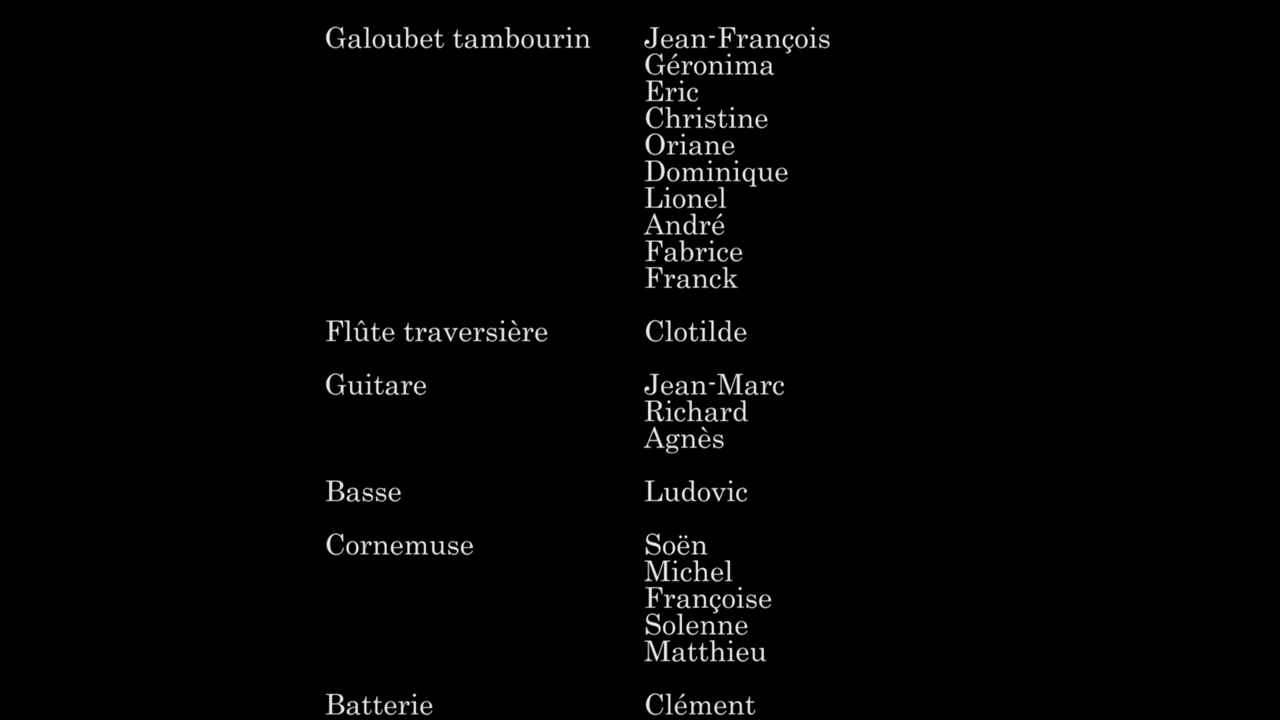 Galoubet tambourin Jean-François
Géronima
Eric
Christine
Oriane
Dominique
Lionel
André
Fabrice
Franck
Flûte traversière Clotilde
Guitare Jean-Marc
Richard
Agnès
Basse Ludovic
Cornemuse Soën
Michel
Françoise
Solenne
Matthieu
Batterie Clément